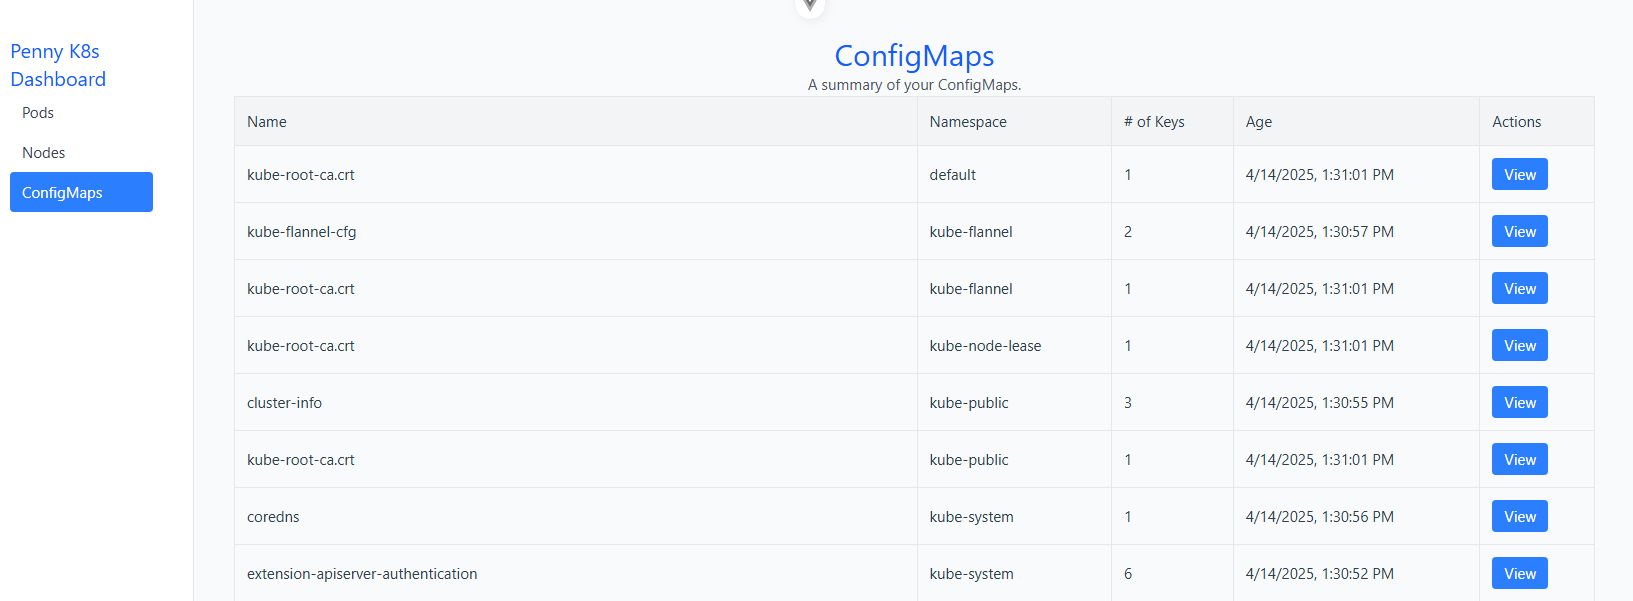 Penny K8s
Dashboard
Pods
Nodes
ConfigMaps
ConfigMaps
A summary of your ConfigMaps.
Name Namespace # of Keys Age Actions
kube-root-ca.crt default 1 4/14/2025, 1:31:01 PM View
kube-flannel-cfg kube-flannel 2 4/14/2025, 1:30:57 PM View
kube-root-ca.crt kube-flannel 1 4/14/2025, 1:31:01 PM View
kube-root-ca.crt kube-node-lease 1 4/14/2025, 1:31:01 PM View
cluster-info kube-public 3 4/14/2025, 1:30:55 PM View
kube-root-ca.crt kube-public 1 4/14/2025, 1:31:01 PM View
coredns kube-system 1 4/14/2025, 1:30:56 PM View
extension-apiserver-authentication kube-system 6 4/14/2025, 1:30:52 PM View